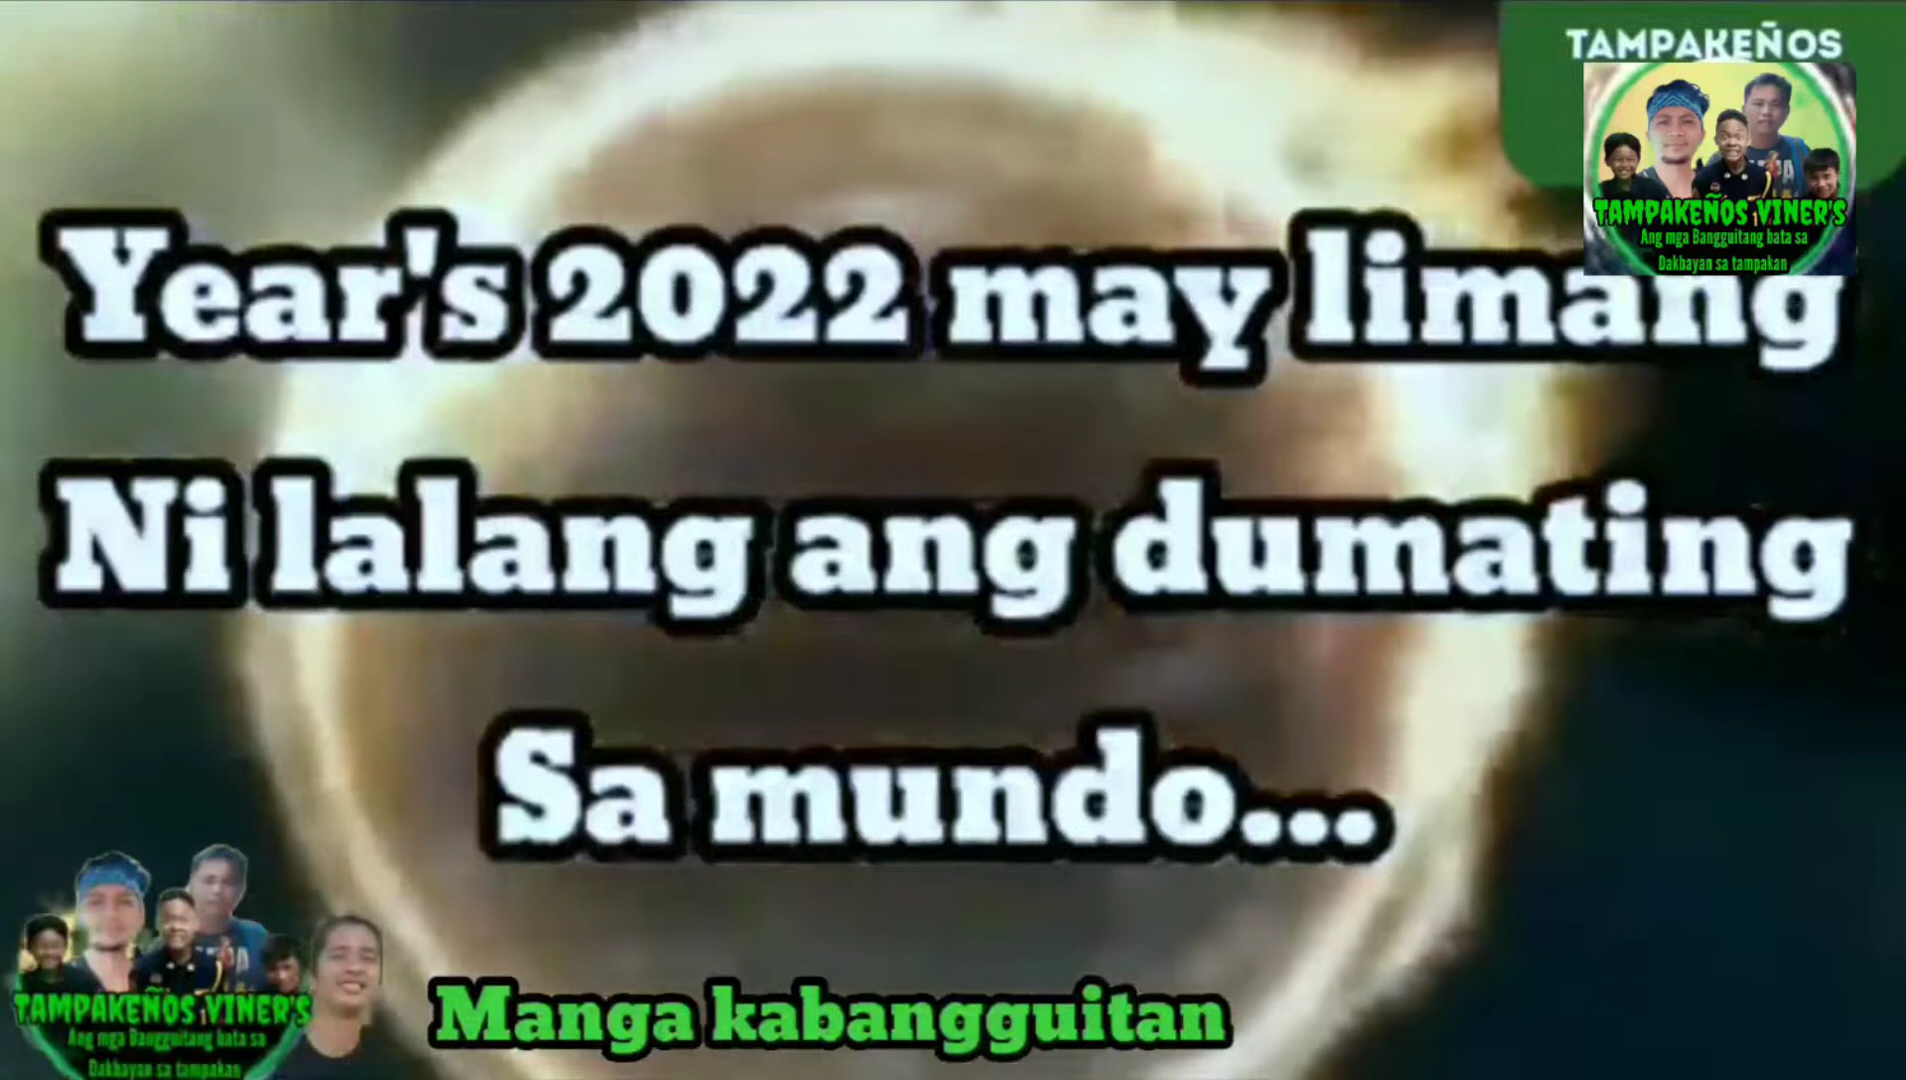 TAMPAKEÑOS
TAMPAKEÑOS VINER'S
Ang mga Bangguitang bata sa
Dakbayan sa tampakan
Year's 2022 may limang
Ni lalang ang dumating
Sa mundo...
TAMPAKEÑOS VINER'S
Ang mga Bangguitang bata sa
Dakbayan sa tampakan
Manga kabangguitan